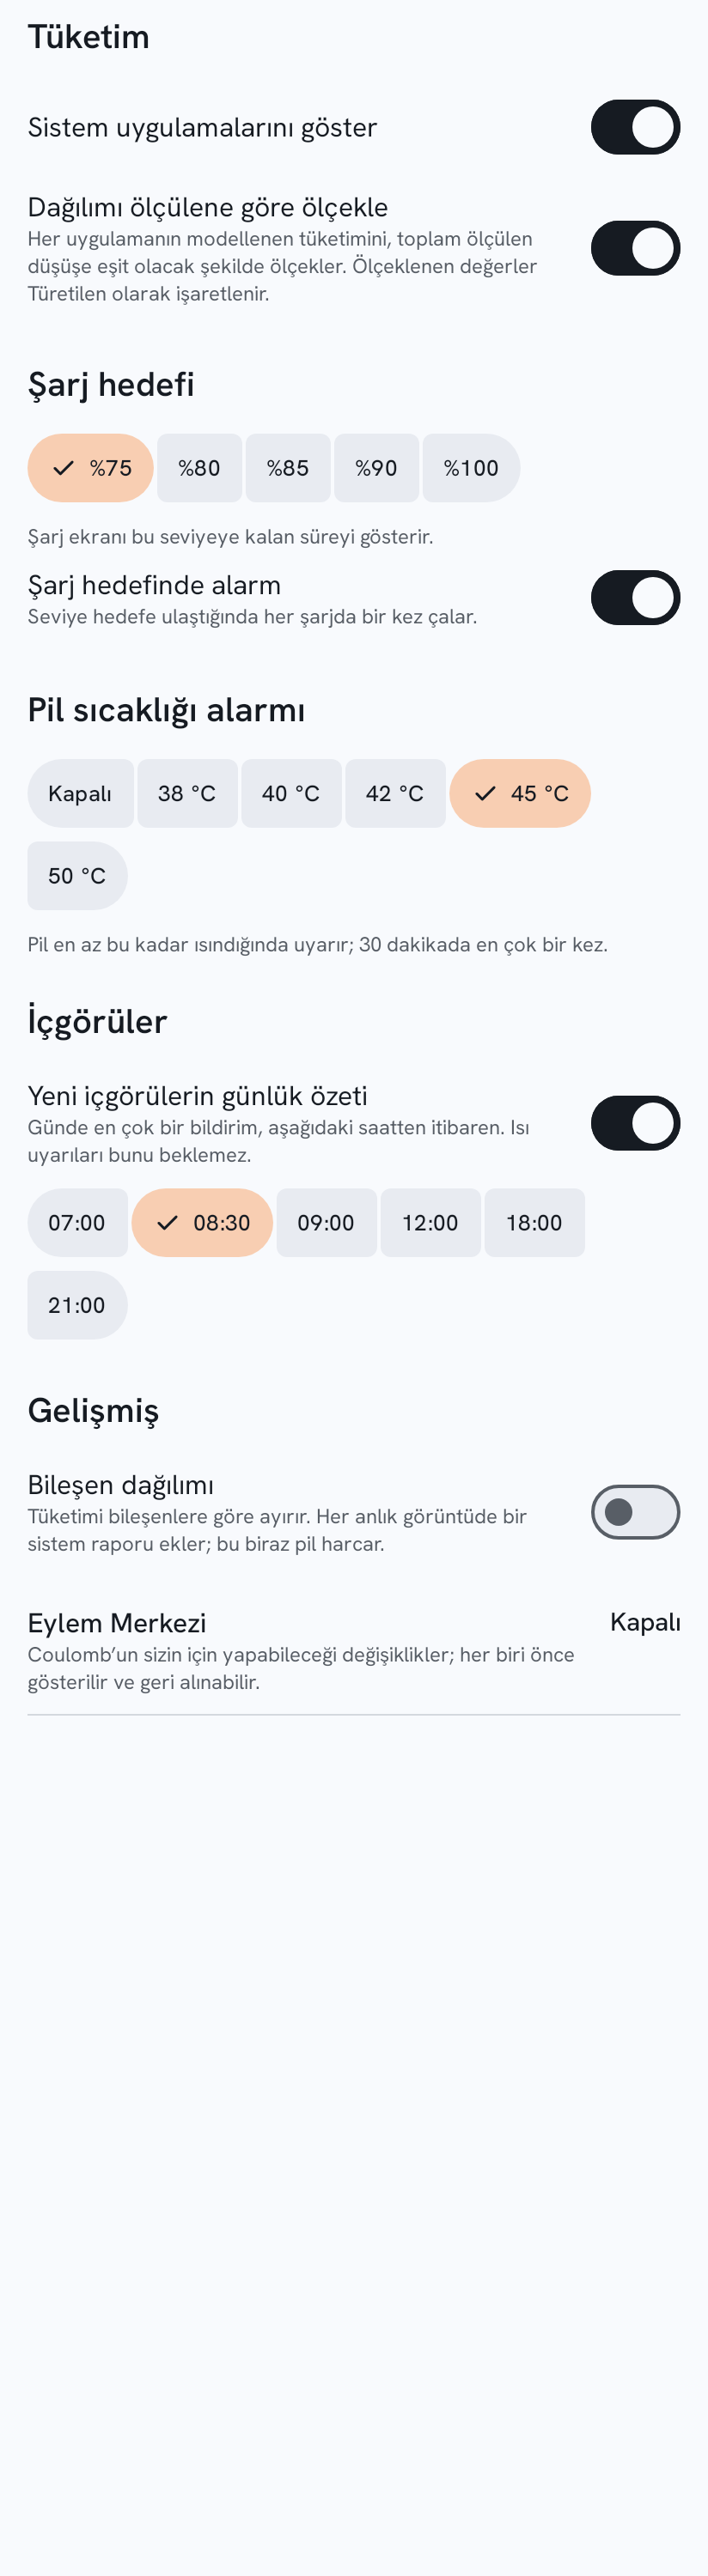 Tüketim
Sistem uygulamalarını göster
Dağılımı ölçülene göre ölçekle
Her uygulamanın modellenen tüketimini, toplam ölçülen
düşüşe eşit olacak şekilde ölçekler. Ölçeklenen değerler
Türetilen olarak işaretlenir.
Şarj hedefi
%75 %80 %85 %90 %100
Şarj ekranı bu seviyeye kalan süreyi gösterir.
Şarj hedefinde alarm
Seviye hedefe ulaştığında her şarjda bir kez çalar.
Pil sıcaklığı alarmı
Kapalı 38 °C 40 °C 42 °C 45 °C
50 °C
Pil en az bu kadar ısındığında uyarır; 30 dakikada en çok bir kez.
İçgörüler
Yeni içgörülerin günlük özeti
Günde en çok bir bildirim, aşağıdaki saatten itibaren. Isı
uyarıları bunu beklemez.
07:00 08:30 09:00 12:00 18:00
21:00
Gelişmiş
Bileşen dağılımı
Tüketimi bileşenlere göre ayırır. Her anlık görüntüde bir
sistem raporu ekler; bu biraz pil harcar.
Eylem Merkezi Kapalı
Coulomb’un sizin için yapabileceği değişiklikler; her biri önce
gösterilir ve geri alınabilir.